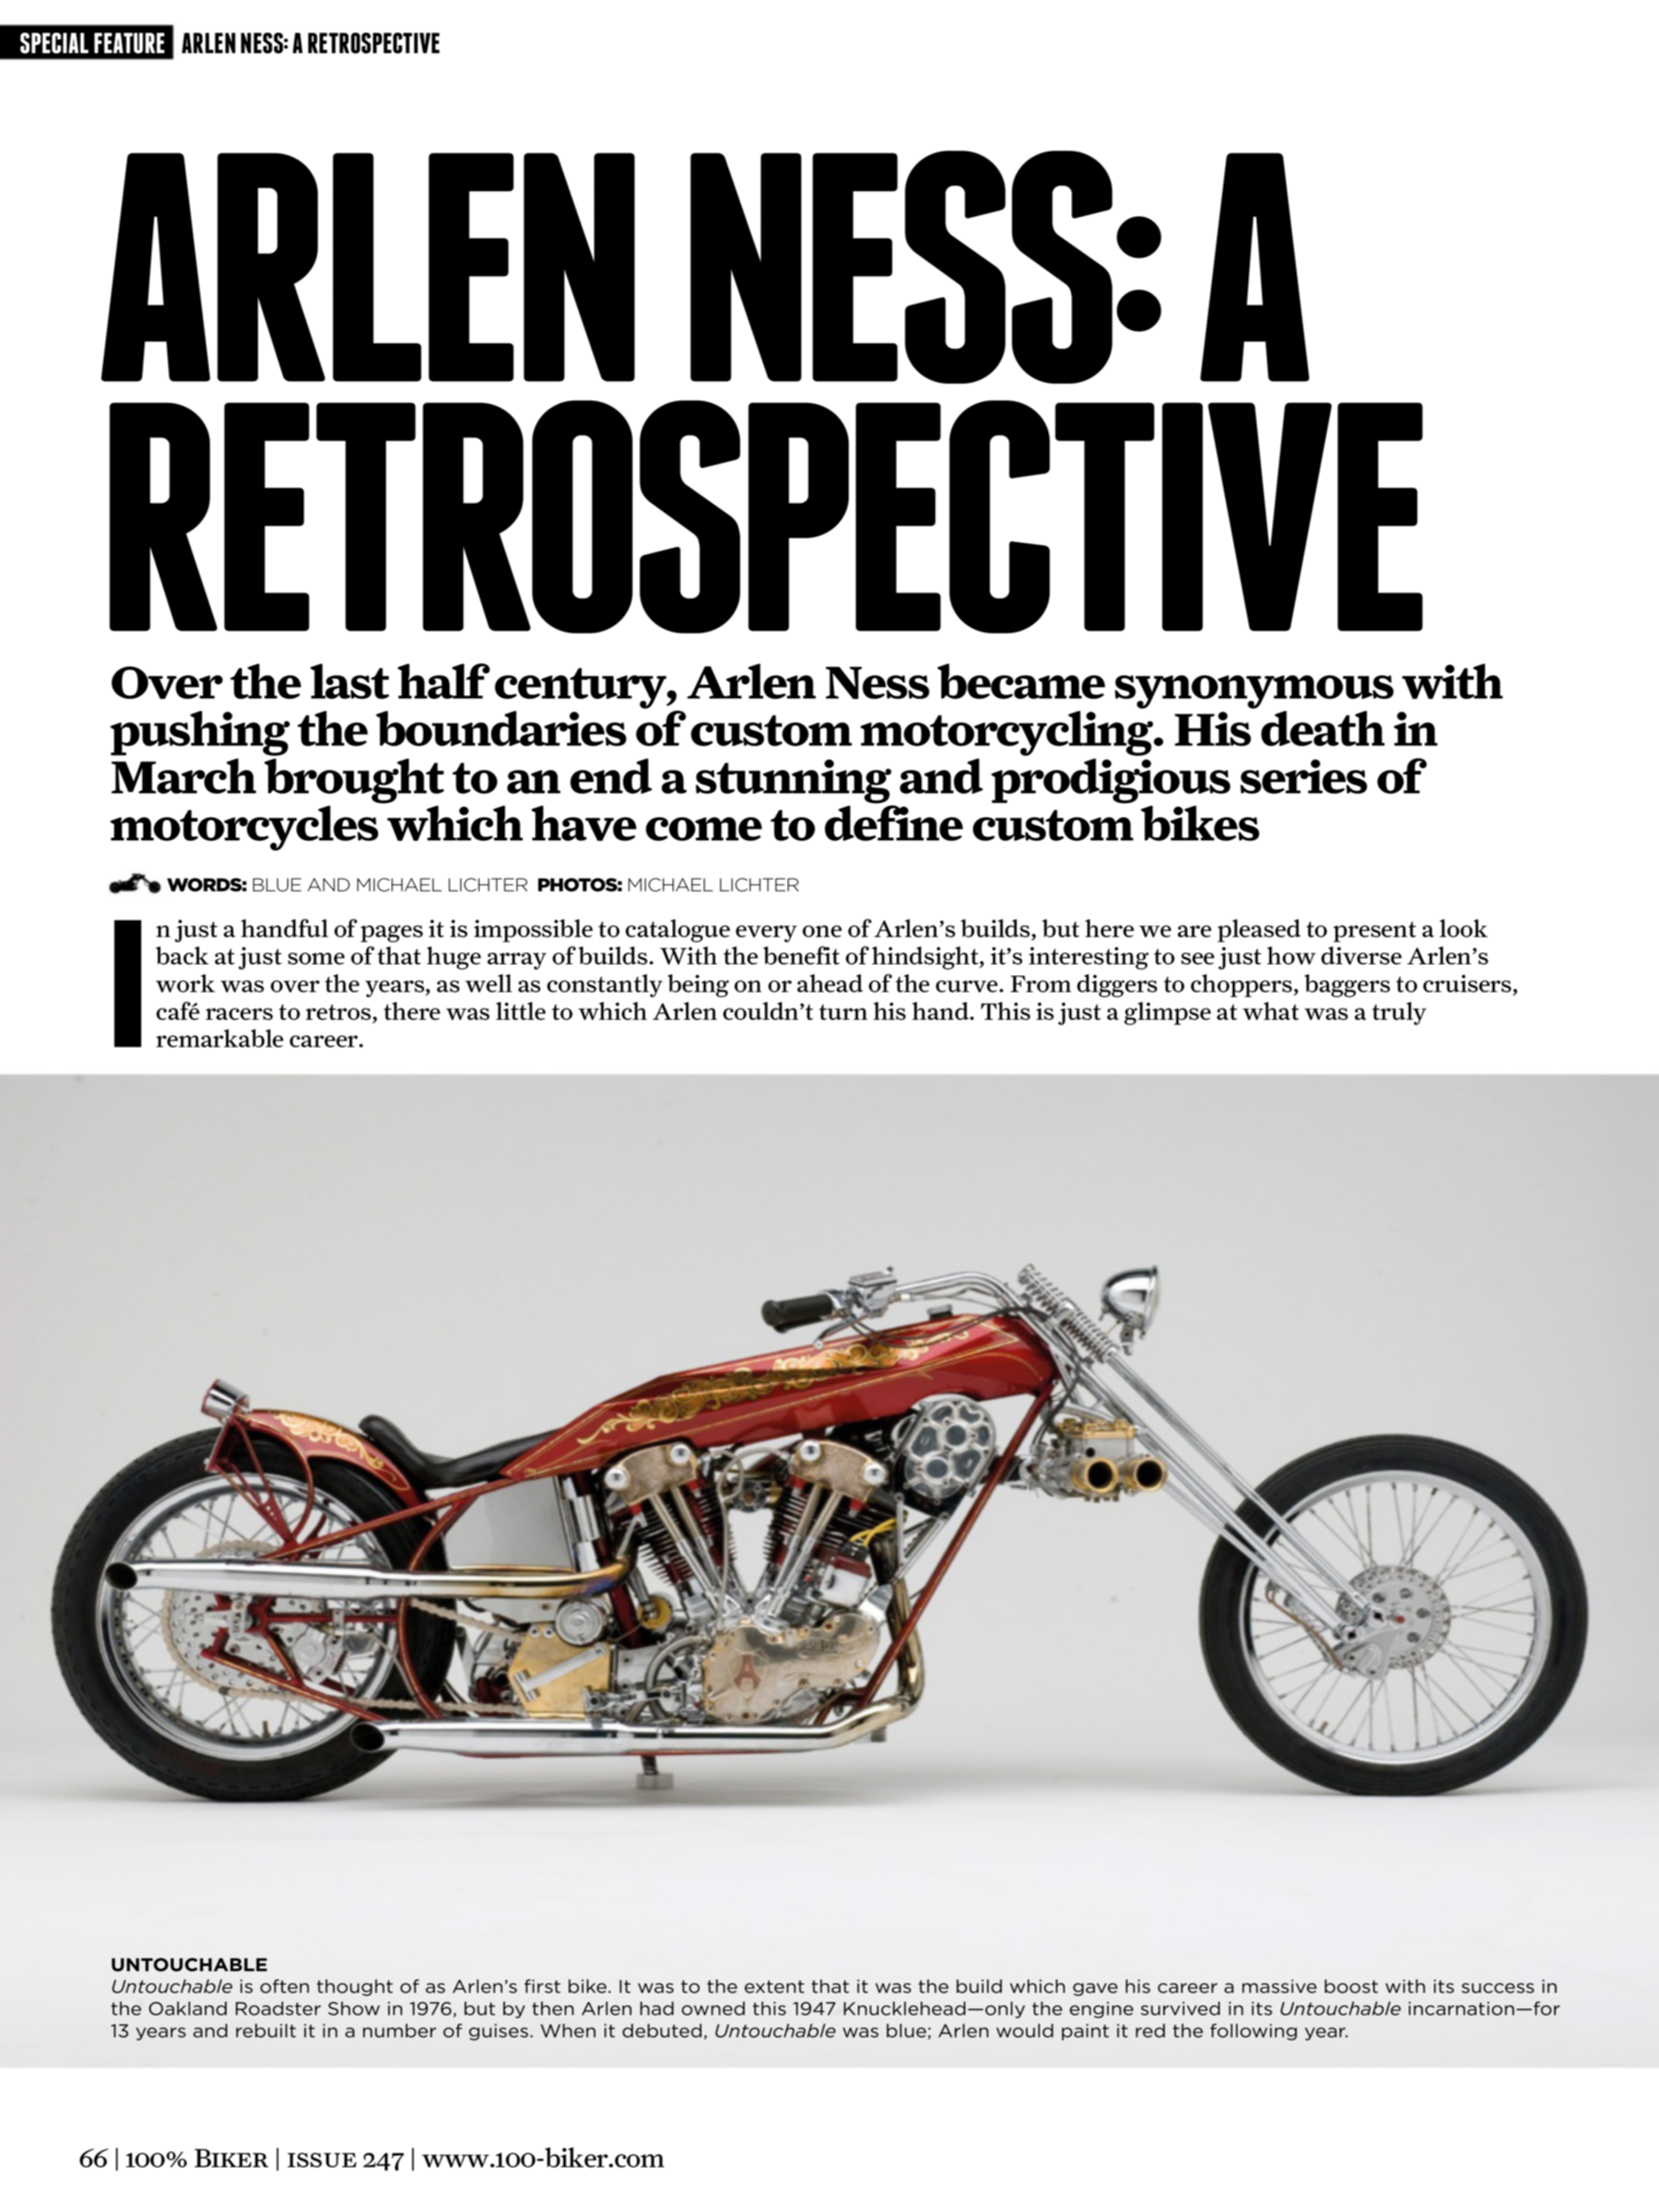 SPECIAL FEATURE ARLEN NESS: A RETROSPECTIVE
ARLEN NESS: A
RETROSPECTIVE
Over the last half century, Arlen Ness became synonymous with
pushing the boundaries of custom motorcycling. His death in
March brought to an end a stunning and prodigious series of
motorcycles which have come to define custom bikes
WORDS: BLUE AND MICHAEL LICHTER PHOTOS: MICHAEL LICHTER
In just a handful of pages it is impossible to catalogue every one of Arlen’s builds, but here we are pleased to present a look
back at just some of that huge array of builds. With the benefit of hindsight, it’s interesting to see just how diverse Arlen’s
work was over the years, as well as constantly being on or ahead of the curve. From diggers to choppers, baggers to cruisers,
café racers to retros, there was little to which Arlen couldn’t turn his hand. This is just a glimpse at what was a truly
remarkable career.
UNTOUCHABLE
Untouchable is often thought of as Arlen’s first bike. It was to the extent that it was the build which gave his career a massive boost with its success in
the Oakland Roadster Show in 1976, but by then Arlen had owned this 1947 Knucklehead—only the engine survived in its Untouchable incarnation—for
13 years and rebuilt it in a number of guises. When it debuted, Untouchable was blue; Arlen would paint it red the following year.
66 | 100% BIKER | ISSUE 247 | www.100-biker.com